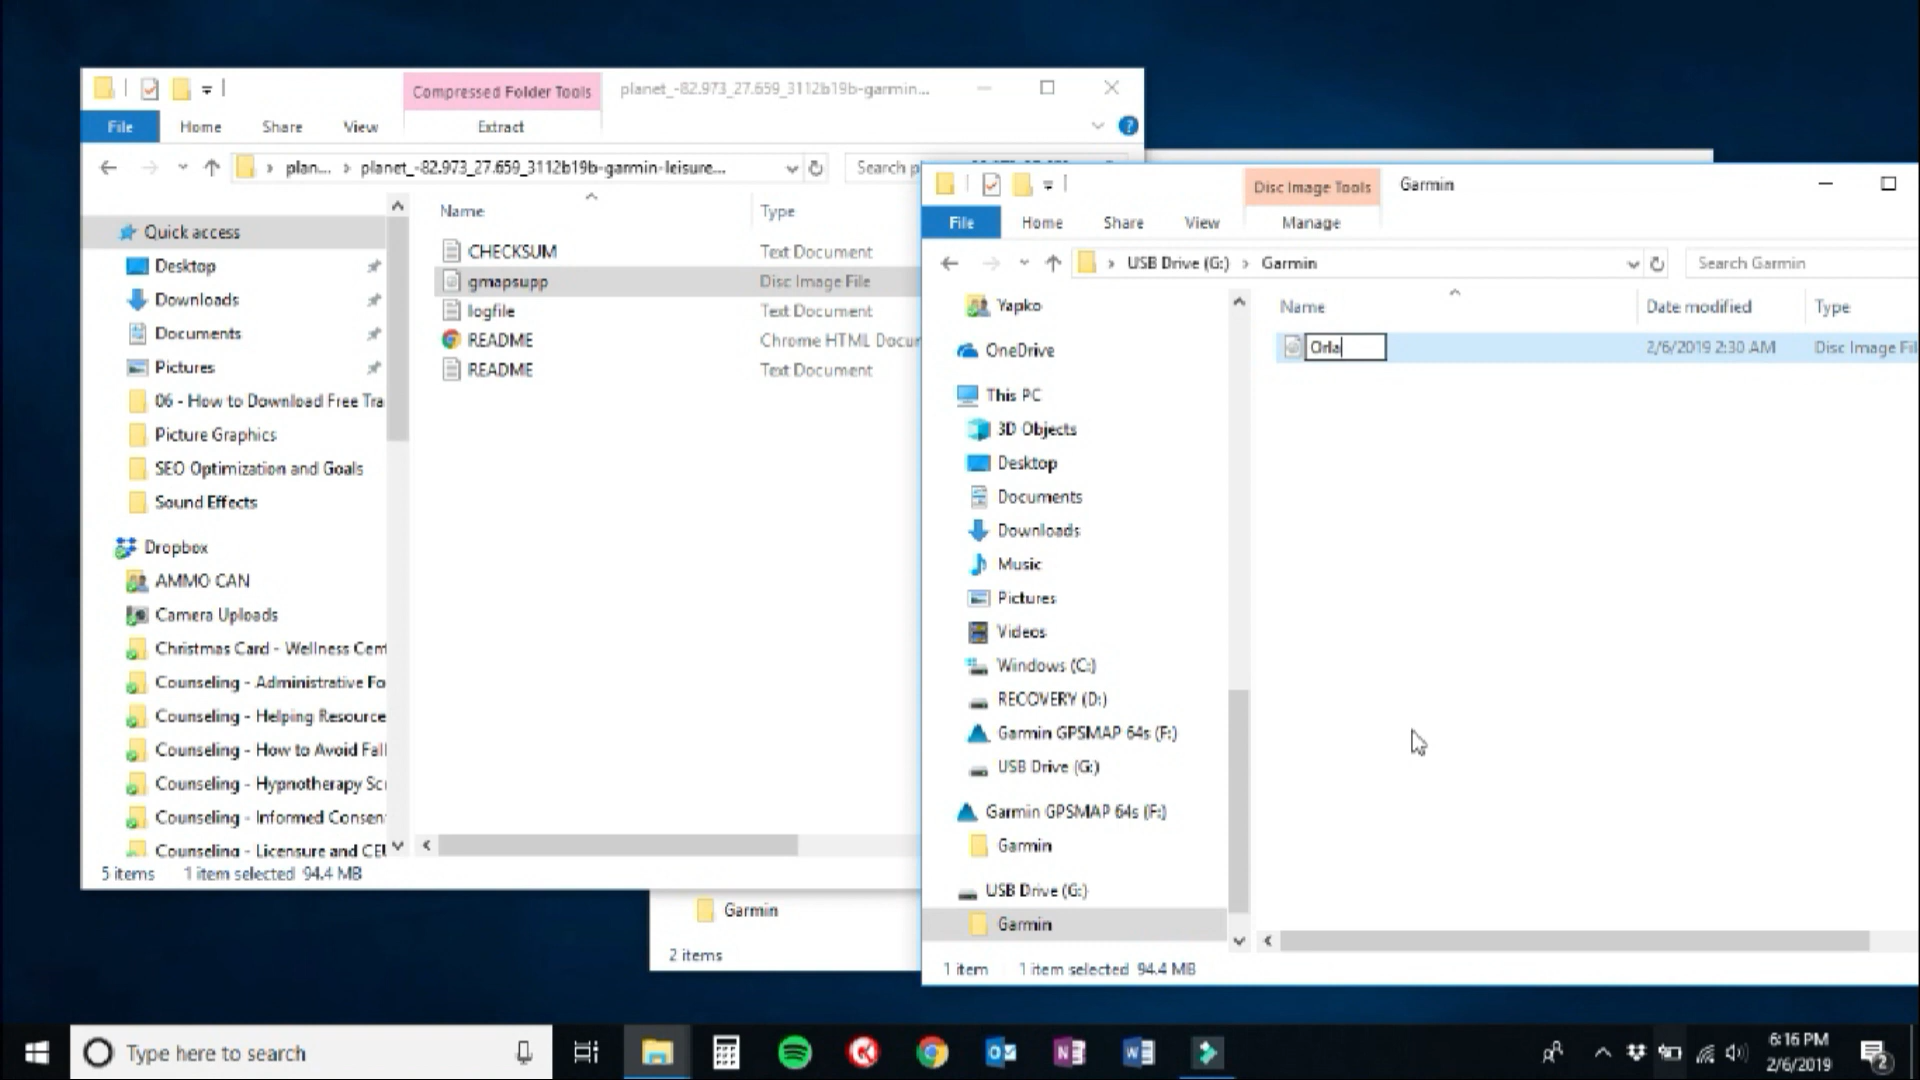 Compressed Folder Tools
planet_-82.973_27.659_3112b19b-garmin...
File
Home
Share
View
Extract
plan...
planet_-82.973_27.659_3112b19b-garmin-leisure...
Search p
Name
Type
Quick access
Desktop
Downloads
Documents
Pictures
06 - How to Download Free Tra
Picture Graphics
SEO Optimization and Goals
Sound Effects
Dropbox
AMMO CAN
Camera Uploads
Christmas Card - Wellness Cent
Counseling - Administrative Fo
Counseling - Helping Resource
Counseling - How to Avoid Fall
Counseling - Hypnotherapy Sc
Counseling - Informed Consen
Counseling - Licensure and CEU
CHECKSUM Text Document
gmapsupp Disc Image File
logfile Text Document
README Chrome HTML Docur
README Text Document
5 items 1 item selected 94.4 MB
Garmin
2 items
Disc Image Tools
Garmin
File
Home
Share
View
Manage
USB Drive (G:)
Garmin
Search Garmin
Name
Date modified
Type
Yapko
OneDrive
This PC
3D Objects
Desktop
Documents
Downloads
Music
Pictures
Videos
Windows (C:)
RECOVERY (D:)
Garmin GPSMAP 64s (F:)
USB Drive (G:)
Garmin GPSMAP 64s (F:)
Garmin
USB Drive (G:)
Garmin
Orla 2/6/2019 2:30 AM Disc Image Fil
1 item 1 item selected 94.4 MB
Type here to search
6:16 PM
2/6/2019
2